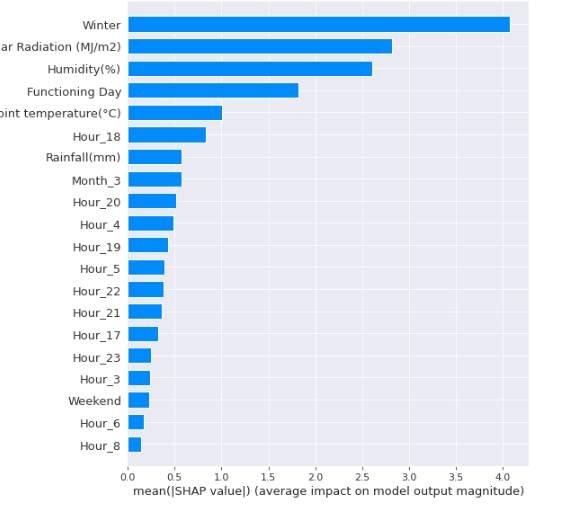 Winter
ar Radiation (MJ/m2)
Humidity(%)
Functioning Day
oint temperature(°C)
Hour_18
Rainfall(mm)
Month_3
Hour_20
Hour_4
Hour_19
Hour_5
Hour_22
Hour_21
Hour_17
Hour_23
Hour_3
Weekend
Hour_6
Hour_8
0.0 0.5 1.0 1.5 2.0 2.5 3.0 3.5 4.0
mean(|SHAP value|) (average impact on model output magnitude)